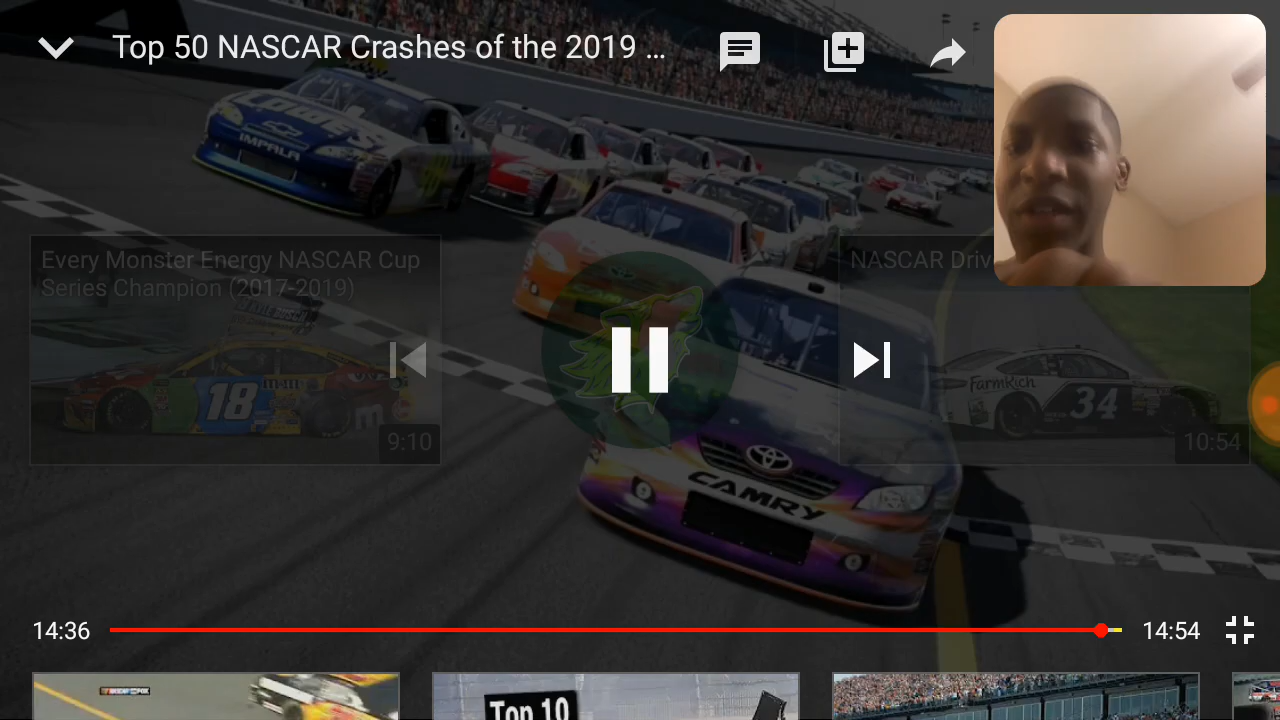 Top 50 NASCAR Crashes of the 2019 ...
LOWE'S
IMPALA
Every Monster Energy NASCAR Cup
Series Champion (2017-2019)
NASCAR Driv
18
m&m's
9:10
FarmRich
34
10:54
CAMRY
14:36
14:54
Top 10